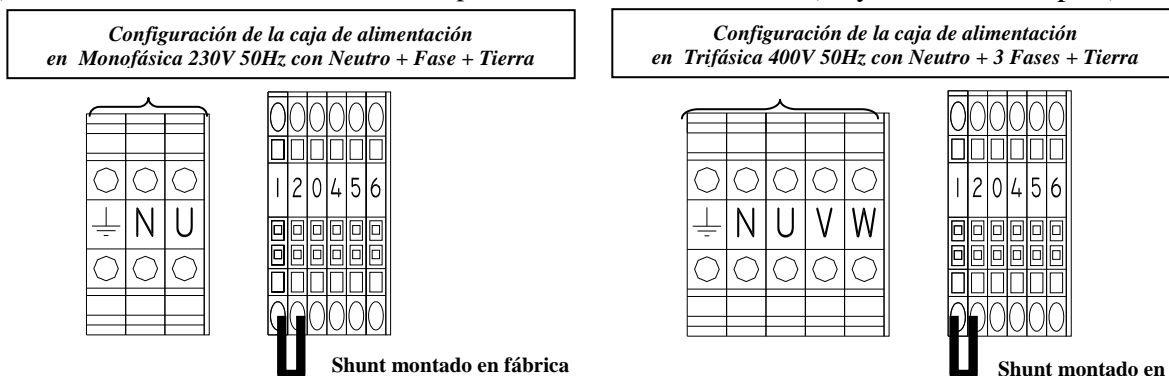 Configuración de la caja de alimentación
en Monofásica 230V 50Hz con Neutro + Fase + Tierra
N U
1 2 0 4 5 6
Shunt montado en fábrica
Configuración de la caja de alimentación
en Trifásica 400V 50Hz con Neutro + 3 Fases + Tierra
N U V W
1 2 0 4 5 6
Shunt montado en